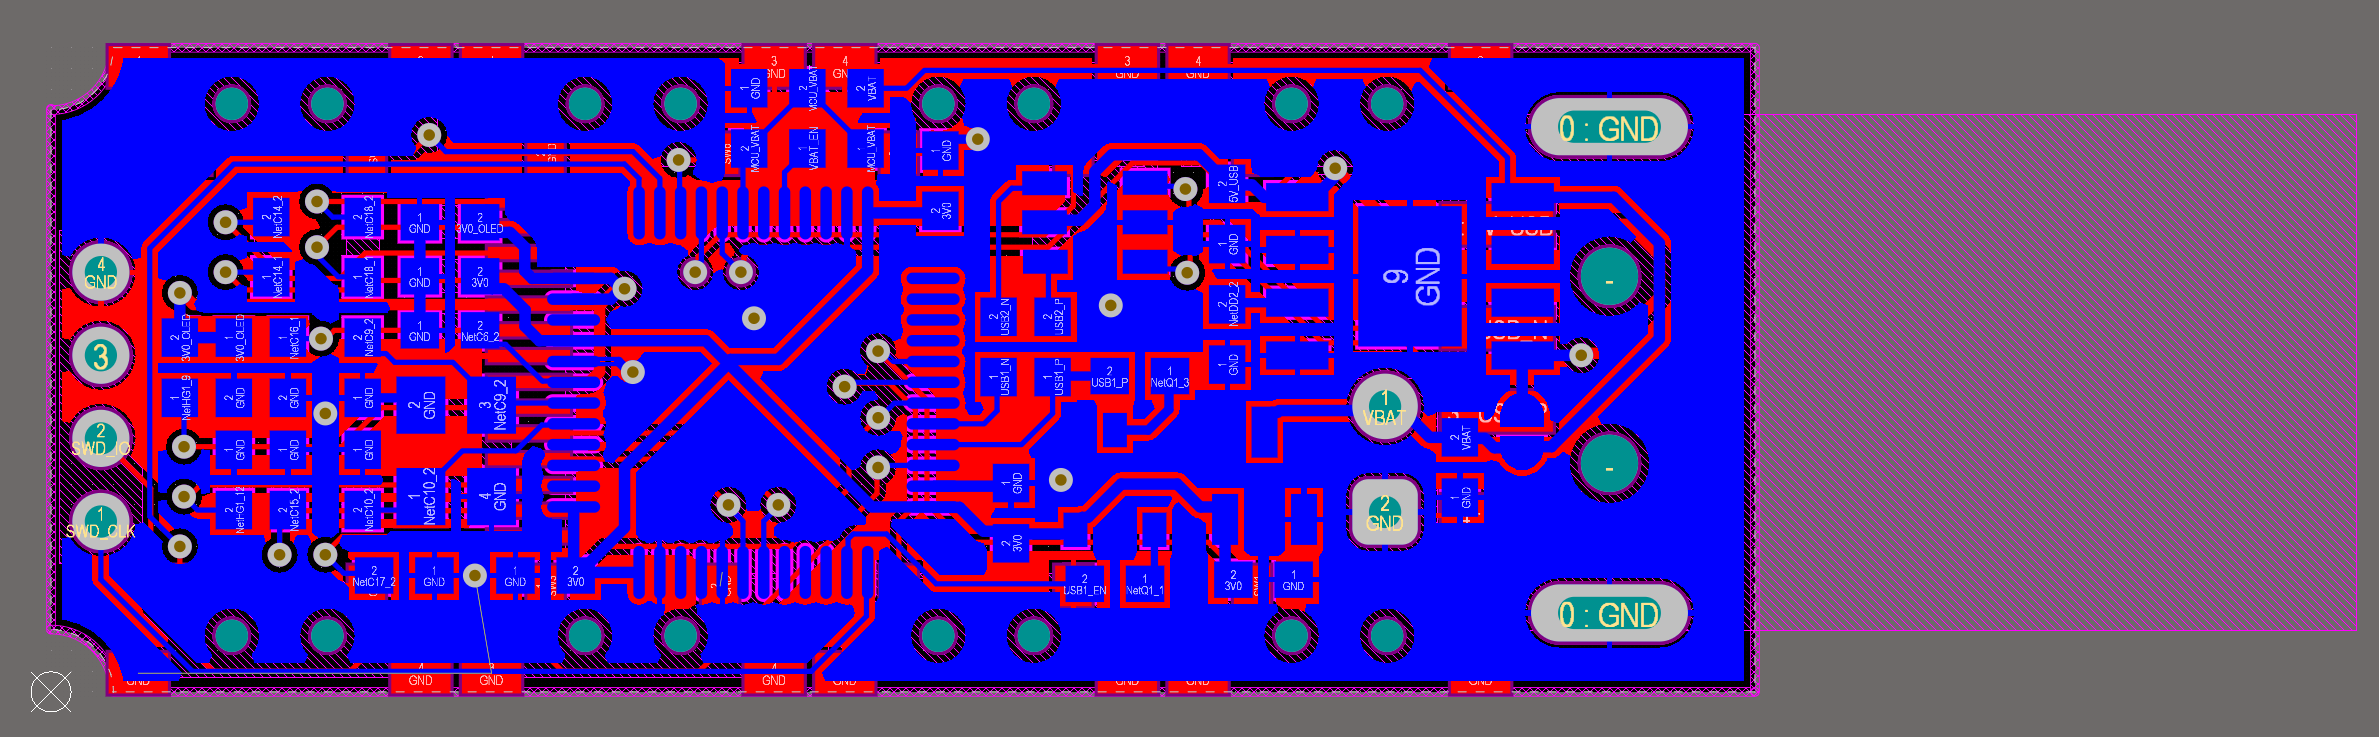 3
GND
4
3
GND
4
GND
1
GND
2
MCU_VBAT
2
VBAT
2
MCU_VBAT
1
VBAT_EN
1
MCU_VBAT
1
GND
2
3V0
0 : GND
2
NetC14_2
2
NetC18_2
1
GND
2
3V0_OLED
2
5V_USB
1
GND
4
GND
1
NetC14_1
1
NetC18_1
1
GND
2
3V0
9
GND
-
2
NetDD2_2
2
3V0_OLED
1
3V0_OLED
1
NetC16_1
2
NetC9_2
1
GND
2
2
USB2_N
2
USB2_P
3
1
GND
1
USB1_N
1
USB1_P
2
USB1_P
1
NetQ1_3
1
2
GND
2
GND
1
GND
2
GND
3
NetC9_2
1
VBAT
2
SWD_IO
1
GND
1
GND
1
GND
2
VBAT
-
2
2
NetC15_2
2
NetC10_2
1
NetC10_2
4
GND
1
GND
2
GND
1
GND
1
SWD_CLK
2
3V0
2
NetC17_2
1
GND
1
GND
2
3V0
2
USB1_EN
1
NetQ1_1
2
3V0
1
GND
0 : GND
GND
4
GND
3
GND
4
GND
GND
GND
GND
GND